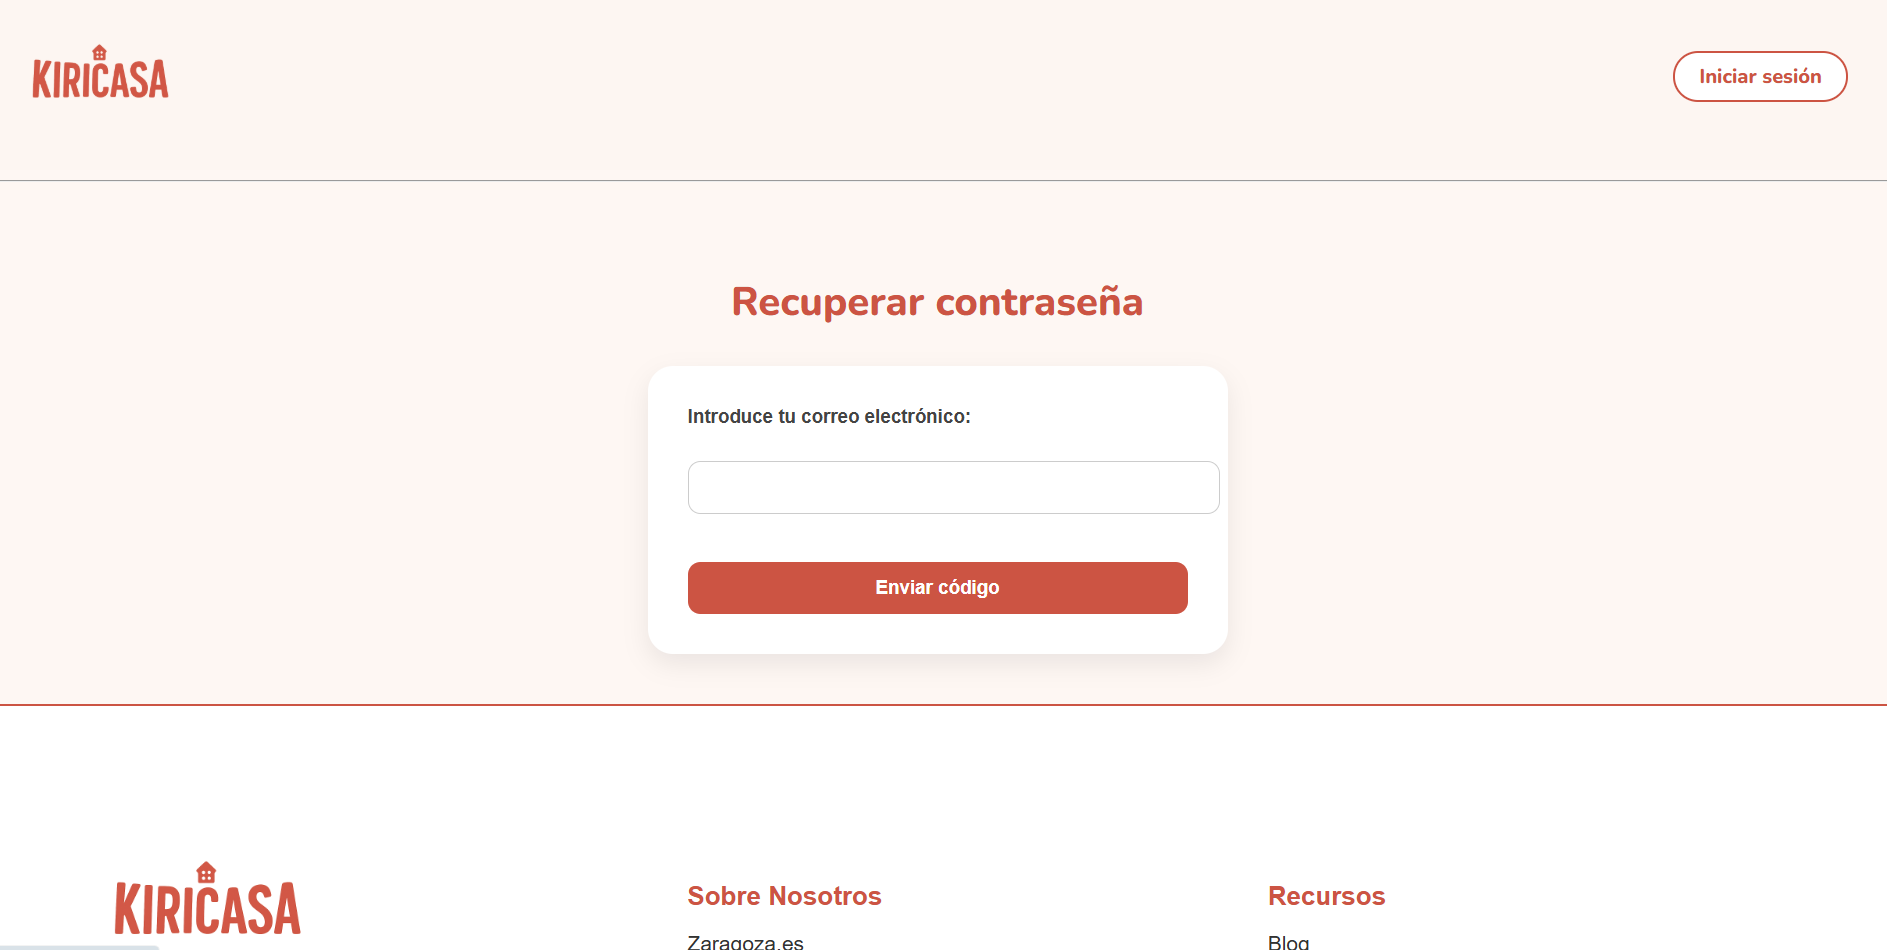 KIRICASA
Iniciar sesión
Recuperar contraseña
Introduce tu correo electrónico:
Enviar código
KIRICASA
Sobre Nosotros
Recursos
Zaragoza.es
Blog